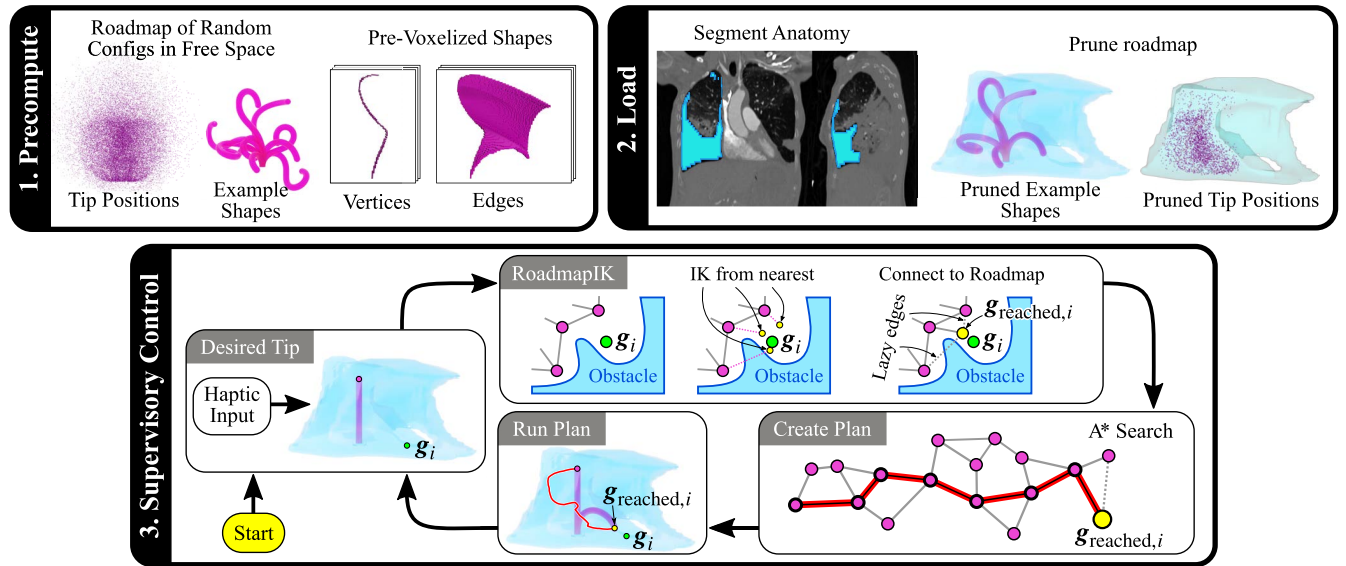 1. Precompute
Roadmap of Random
Configs in Free Space
Pre-Voxelized Shapes
Tip Positions
Example
Shapes
Vertices
Edges
2. Load
Segment Anatomy
Prune roadmap
Pruned Example
Shapes
Pruned Tip Positions
3. Supervisory Control
Desired Tip
Haptic
Input
g_i
Start
RoadmapIK
g_i
Obstacle
IK from nearest
g_i
Obstacle
Connect to Roadmap
Lazy edges
g_reached,i
g_i
Obstacle
Run Plan
g_reached,i
g_i
Create Plan
A* Search
g_reached,i